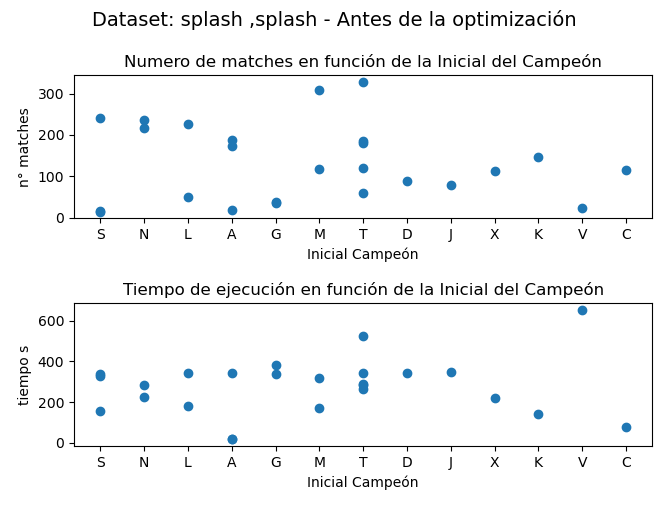 Dataset: splash ,splash - Antes de la optimización
Numero de matches en función de la Inicial del Campeón
n° matches
300
200
100
0
S N L A G M T D J X K V C
Inicial Campeón
Tiempo de ejecución en función de la Inicial del Campeón
tiempo s
600
400
200
0
S N L A G M T D J X K V C
Inicial Campeón